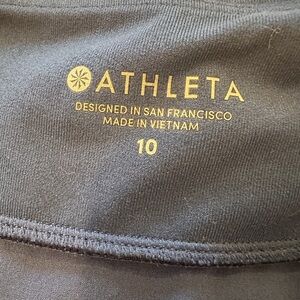 ATHLETA
DESIGNED IN SAN FRANCISCO
MADE IN VIETNAM
10